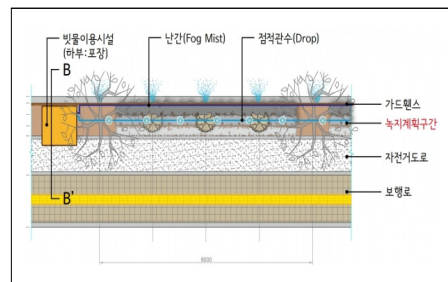 빗물이용시설
(하부:포장)
난간(Fog Mist)
점적관수(Drop)
B
가드휀스
녹지계획구간
자전거도로
보행로
B'
8000